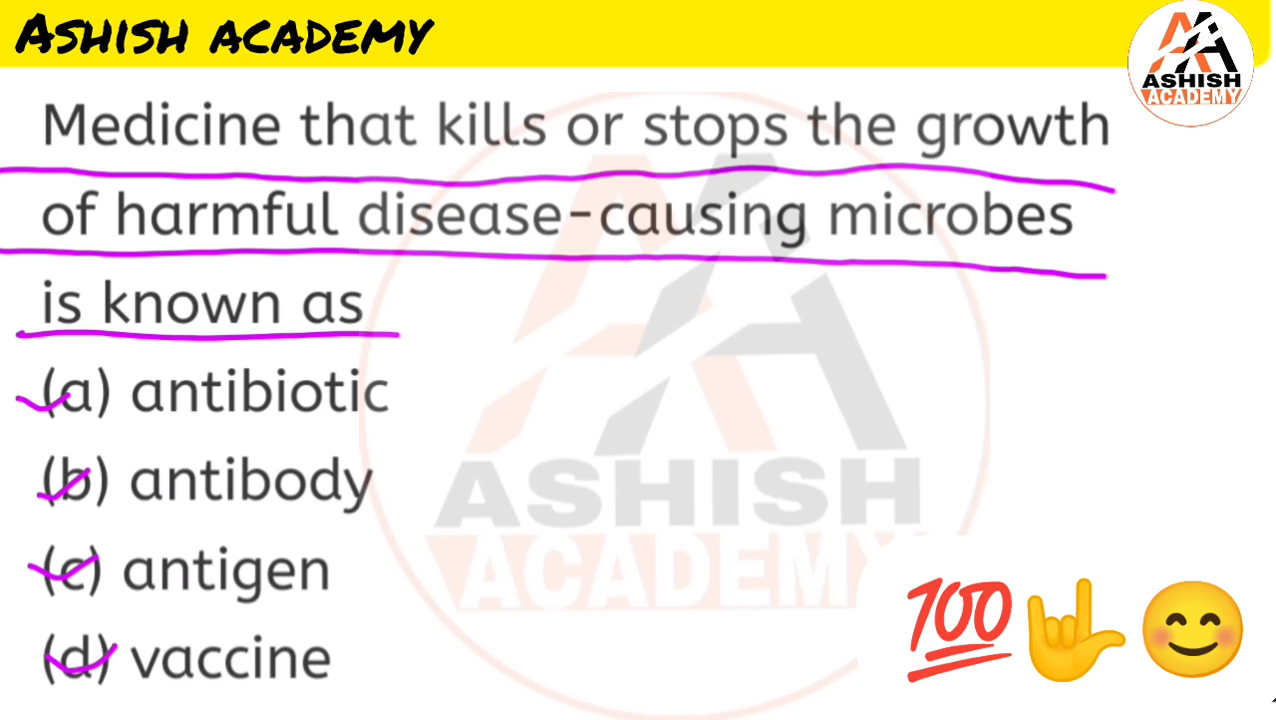 Ashish academy
ASHISH
ACADEMY
Medicine that kills or stops the growth
of harmful disease-causing microbes
is known as
(a) antibiotic
(b) antibody
(c) antigen
(d) vaccine
ASHISH
ACADEMY
100